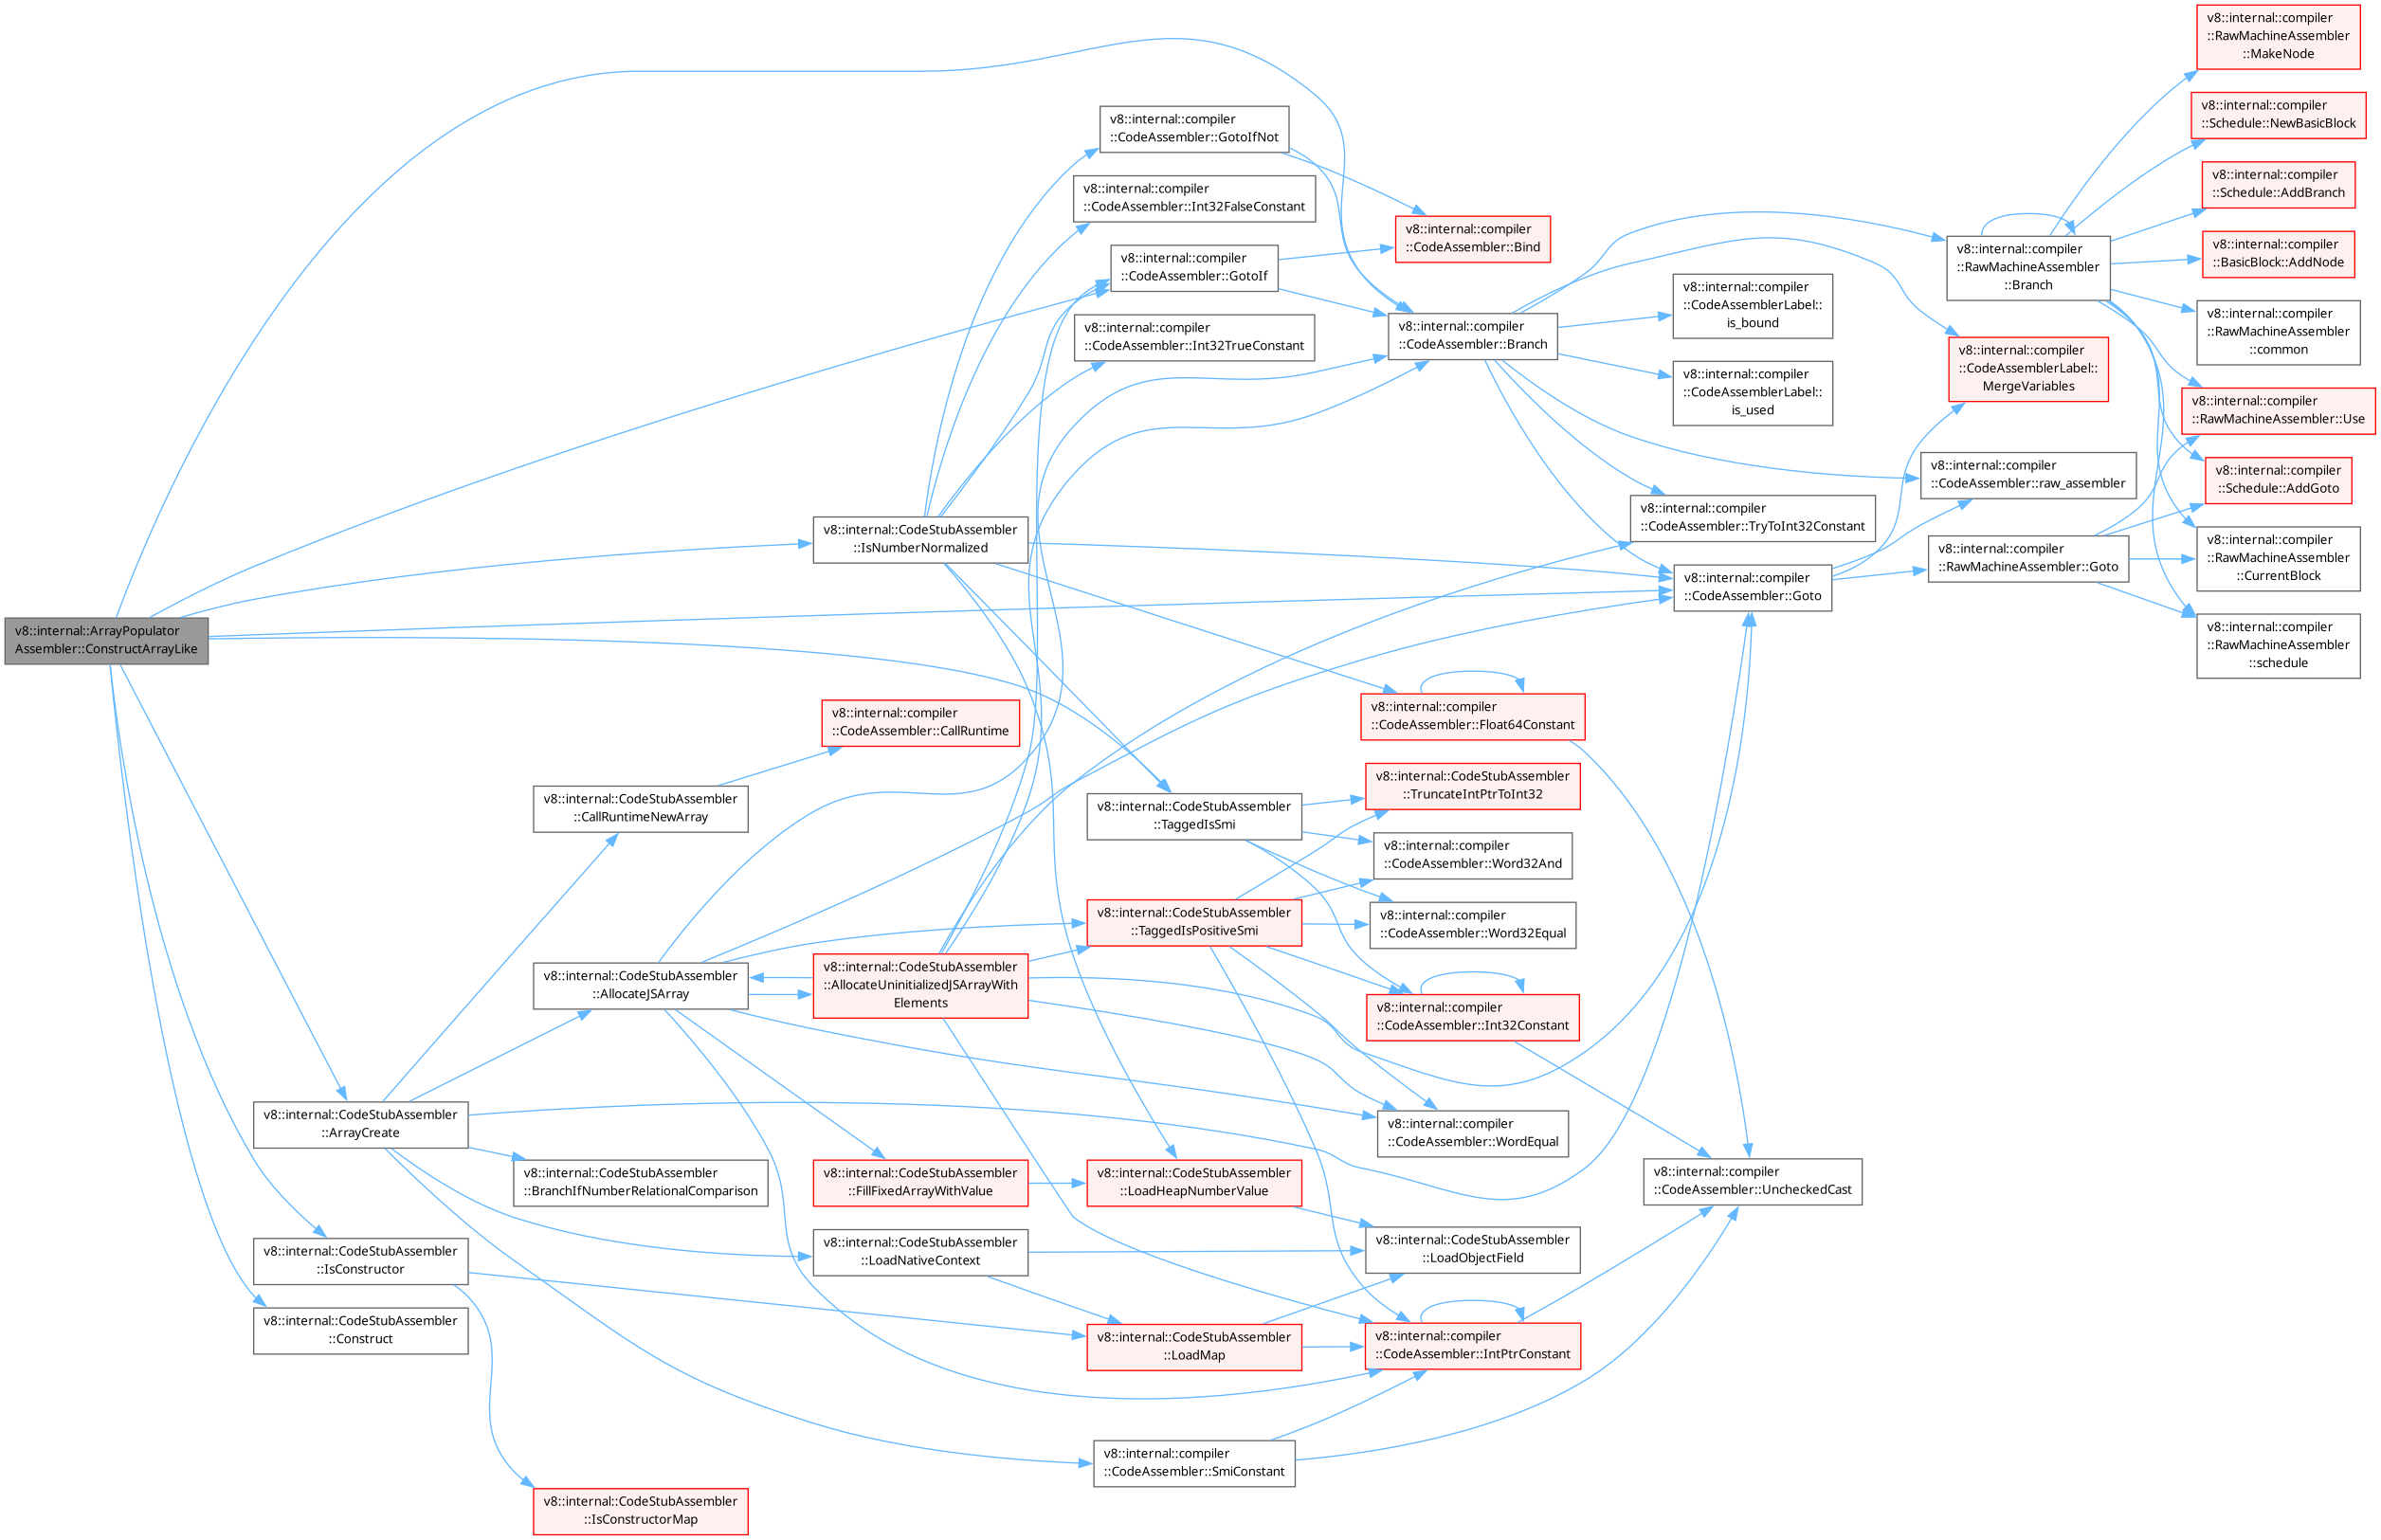 v8::internal::ArrayPopulator
Assembler::ConstructArrayLike
v8::internal::CodeStubAssembler
::ArrayCreate
v8::internal::CodeStubAssembler
::IsConstructor
v8::internal::CodeStubAssembler
::Construct
v8::internal::CodeStubAssembler
::CallRuntimeNewArray
v8::internal::CodeStubAssembler
::AllocateJSArray
v8::internal::CodeStubAssembler
::BranchIfNumberRelationalComparison
v8::internal::CodeStubAssembler
::IsConstructorMap
v8::internal::CodeStubAssembler
::IsNumberNormalized
v8::internal::compiler
::CodeAssembler::CallRuntime
v8::internal::CodeStubAssembler
::AllocateUninitializedJSArrayWith
Elements
v8::internal::CodeStubAssembler
::FillFixedArrayWithValue
v8::internal::CodeStubAssembler
::LoadNativeContext
v8::internal::compiler
::CodeAssembler::GotoIfNot
v8::internal::compiler
::CodeAssembler::Int32FalseConstant
v8::internal::compiler
::CodeAssembler::GotoIf
v8::internal::compiler
::CodeAssembler::Int32TrueConstant
v8::internal::CodeStubAssembler
::TaggedIsSmi
v8::internal::CodeStubAssembler
::TaggedIsPositiveSmi
v8::internal::CodeStubAssembler
::LoadHeapNumberValue
v8::internal::CodeStubAssembler
::LoadMap
v8::internal::compiler
::CodeAssembler::SmiConstant
v8::internal::compiler
::CodeAssembler::Bind
v8::internal::compiler
::CodeAssembler::Branch
v8::internal::compiler
::CodeAssembler::Float64Constant
v8::internal::CodeStubAssembler
::TruncateIntPtrToInt32
v8::internal::compiler
::CodeAssembler::Word32And
v8::internal::compiler
::CodeAssembler::Word32Equal
v8::internal::compiler
::CodeAssembler::Int32Constant
v8::internal::compiler
::CodeAssembler::WordEqual
v8::internal::CodeStubAssembler
::LoadObjectField
v8::internal::compiler
::CodeAssembler::IntPtrConstant
v8::internal::compiler
::CodeAssemblerLabel::
is_bound
v8::internal::compiler
::CodeAssemblerLabel::
is_used
v8::internal::compiler
::CodeAssembler::TryToInt32Constant
v8::internal::compiler
::CodeAssembler::Goto
v8::internal::compiler
::CodeAssembler::UncheckedCast
v8::internal::compiler
::RawMachineAssembler
::Branch
v8::internal::compiler
::CodeAssemblerLabel::
MergeVariables
v8::internal::compiler
::CodeAssembler::raw_assembler
v8::internal::compiler
::RawMachineAssembler::Goto
v8::internal::compiler
::RawMachineAssembler
::MakeNode
v8::internal::compiler
::Schedule::NewBasicBlock
v8::internal::compiler
::Schedule::AddBranch
v8::internal::compiler
::BasicBlock::AddNode
v8::internal::compiler
::RawMachineAssembler
::common
v8::internal::compiler
::RawMachineAssembler::Use
v8::internal::compiler
::Schedule::AddGoto
v8::internal::compiler
::RawMachineAssembler
::CurrentBlock
v8::internal::compiler
::RawMachineAssembler
::schedule